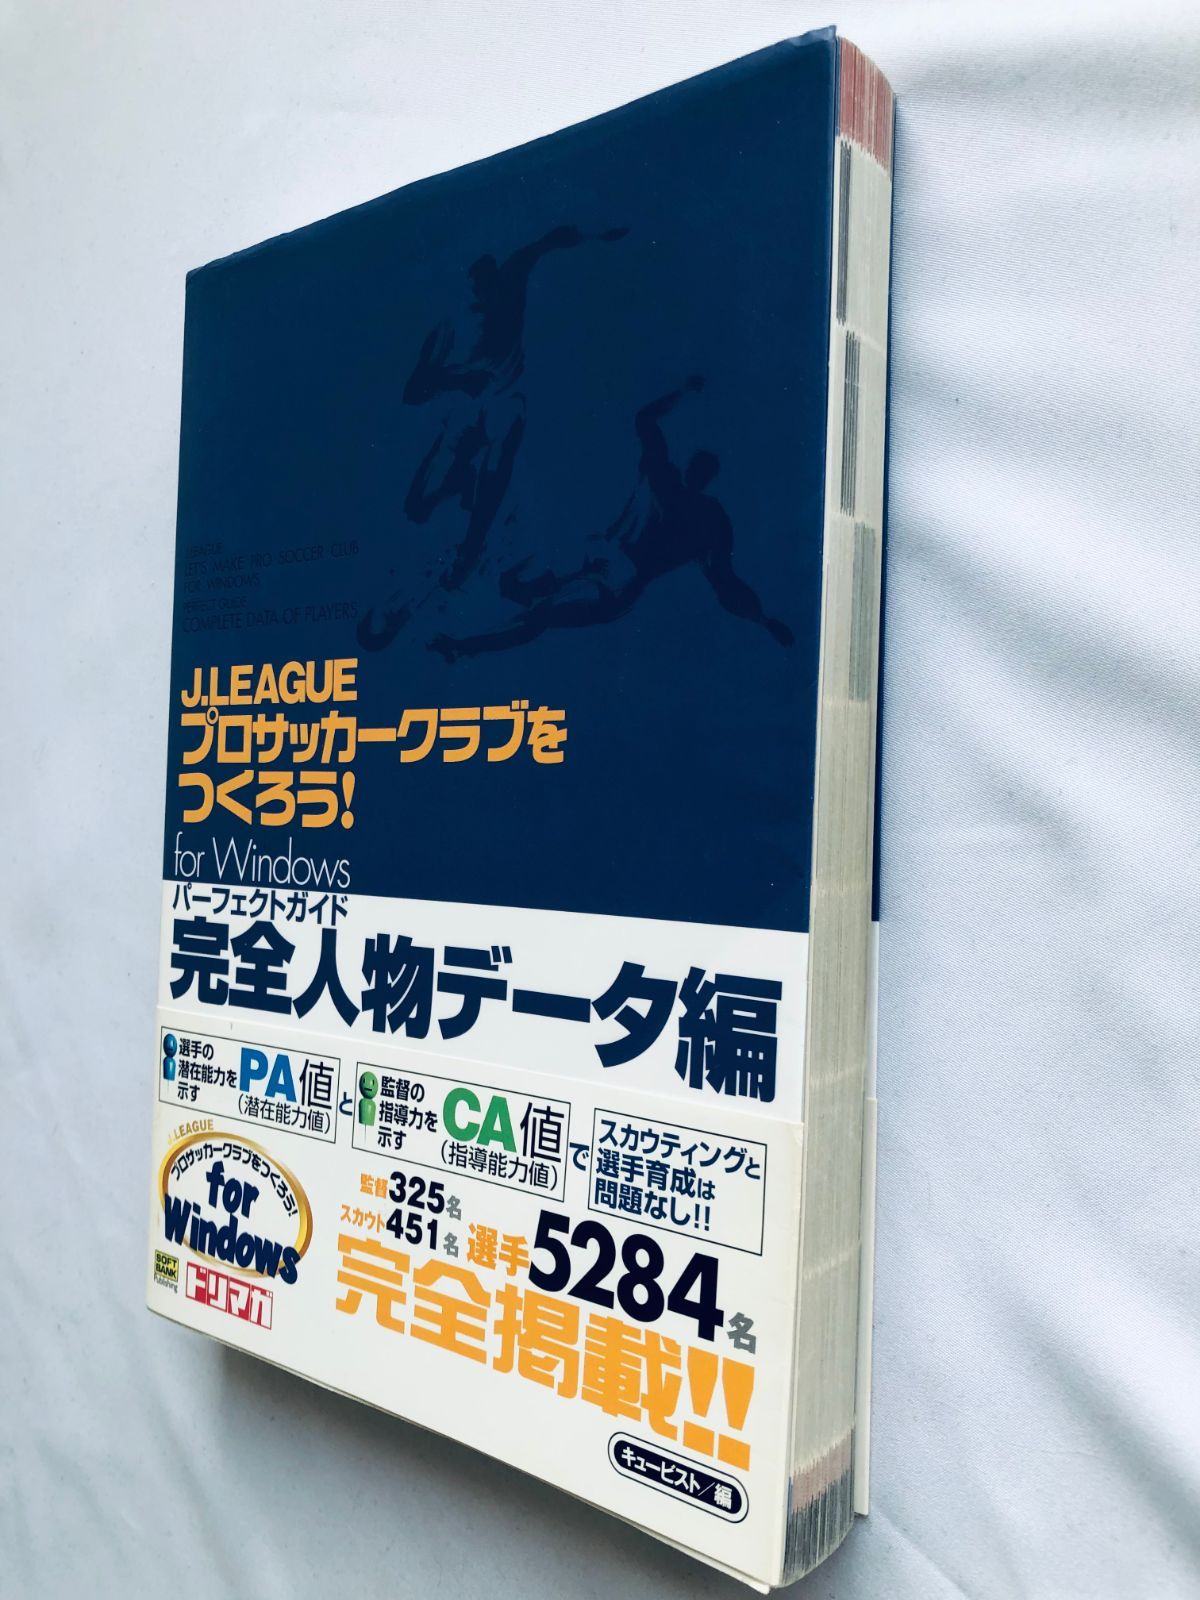 J.LEAGUE
LET'S MAKE PRO SOCCER CLUB
FOR WINDOWS
PERFECT GUIDE
COMPLETE DATA OF PLAYERS
J.LEAGUE
プロサッカークラブを
つくろう!
for Windows
パーフェクトガイド
完全人物データ編
選手の
潜在能力を
示す
PA値
(潜在能力値)
と
監督の
指導力を
示す
CA値
(指導能力値)
で
スカウティングと
選手育成は
問題なし!!
J.LEAGUE
プロサッカークラブをつくろう!
for
Windows
監督325名
スカウト451名
選手5284名
完全掲載!!
SOFT
BANK
Publishing
ドリマガ
キュービスト/編